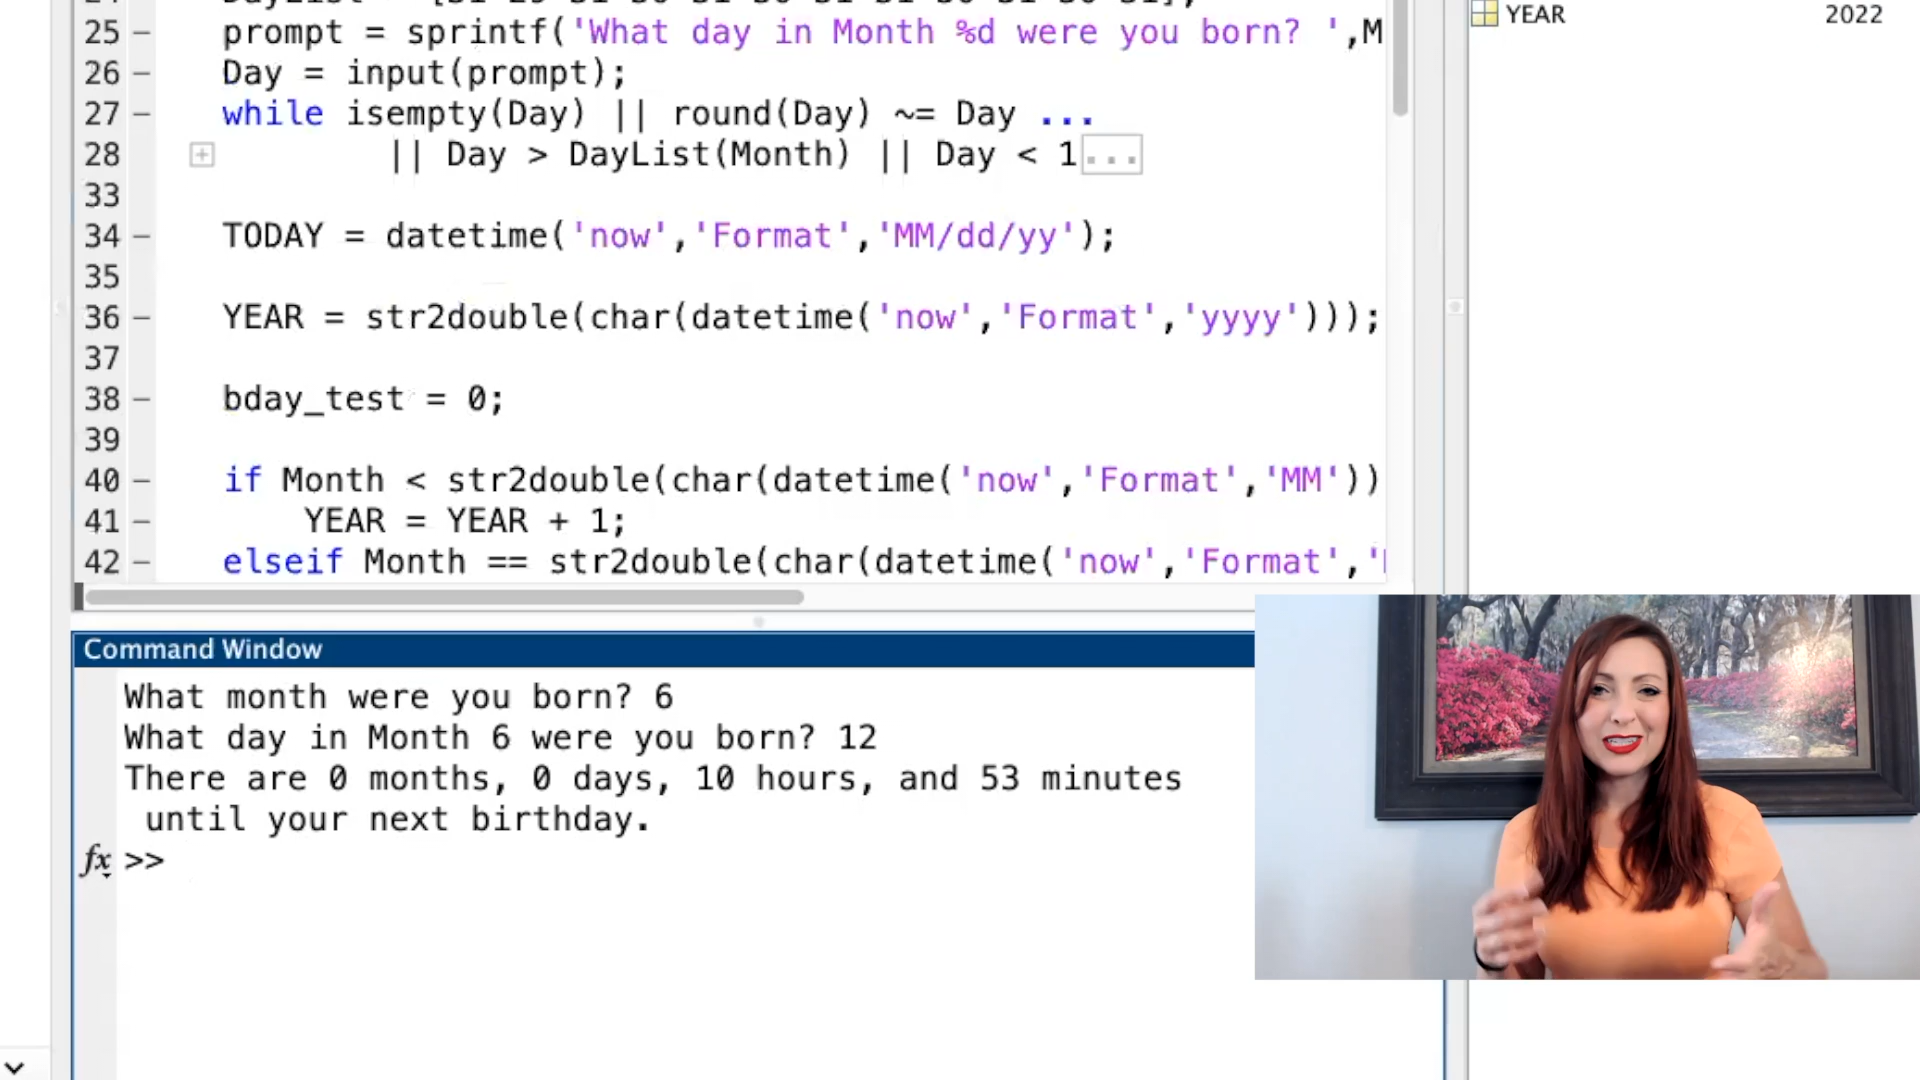 25 – prompt = sprintf('What day in Month %d were you born? ',M
26 – Day = input(prompt);
27 – while isempty(Day) || round(Day) ~= Day ...
28 || Day > DayList(Month) || Day < 1 ...
33
34 – TODAY = datetime('now','Format','MM/dd/yy');
35
36 – YEAR = str2double(char(datetime('now','Format','yyyy')));
37
38 – bday_test = 0;
39
40 – if Month < str2double(char(datetime('now','Format','MM'))
41 – YEAR = YEAR + 1;
42 – elseif Month == str2double(char(datetime('now','Format','
YEAR 2022
Command Window
What month were you born? 6
What day in Month 6 were you born? 12
There are 0 months, 0 days, 10 hours, and 53 minutes
until your next birthday.
fx >>